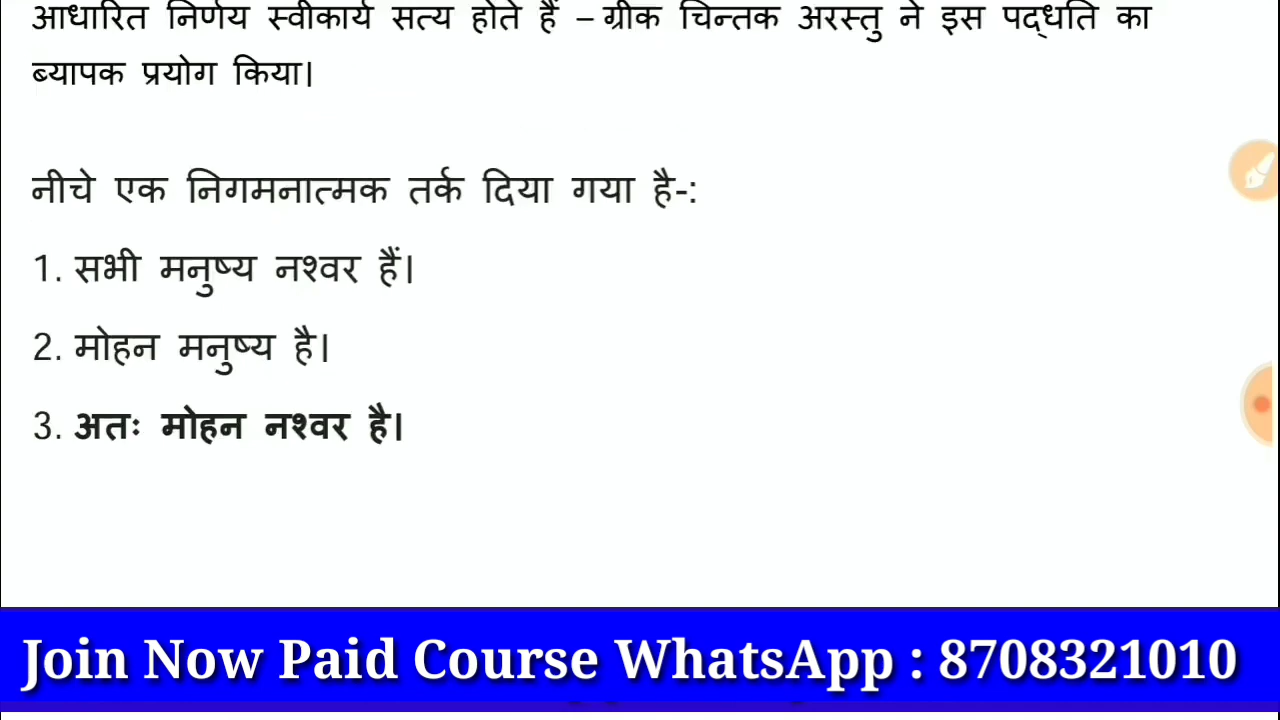 आधारित निर्णय स्वीकार्य सत्य होते हैं – ग्रीक चिन्तक अरस्तु ने इस पद्धति का
ब्यापक प्रयोग किया।
नीचे एक निगमनात्मक तर्क दिया गया है-:
1. सभी मनुष्य नश्वर हैं।
2. मोहन मनुष्य है।
3. अतः मोहन नश्वर है।
Join Now Paid Course WhatsApp : 8708321010